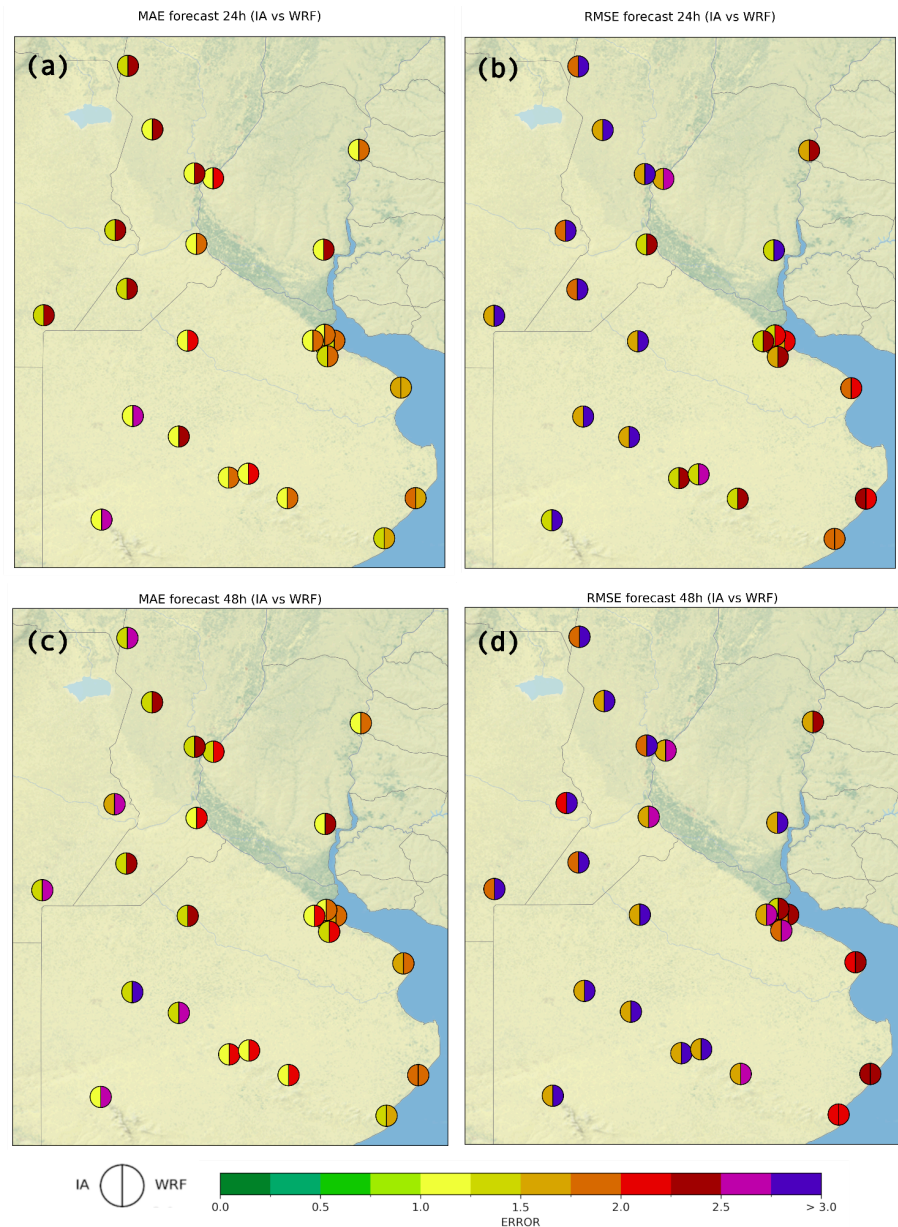 MAE forecast 24h (IA vs WRF)
RMSE forecast 24h (IA vs WRF)
(a)
(b)
MAE forecast 48h (IA vs WRF)
RMSE forecast 48h (IA vs WRF)
(c)
(d)
IA WRF
0.0 0.5 1.0 1.5 2.0 2.5 > 3.0
ERROR